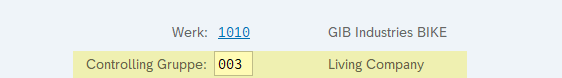 Werk: 1010 GIB Industries BIKE
Controlling Gruppe: 003 Living Company